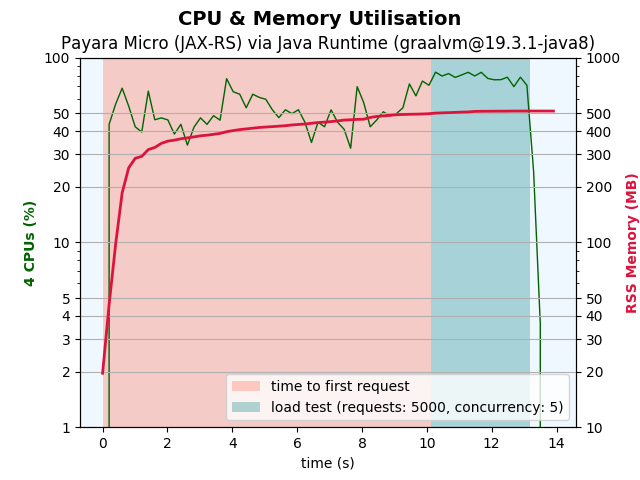 CPU & Memory Utilisation
Payara Micro (JAX-RS) via Java Runtime (graalvm@19.3.1-java8)
100
50
40
30
20
10
5
4
3
2
1
4 CPUs (%)
1000
500
400
300
200
100
50
40
30
20
10
RSS Memory (MB)
time to first request
load test (requests: 5000, concurrency: 5)
0 2 4 6 8 10 12 14
time (s)